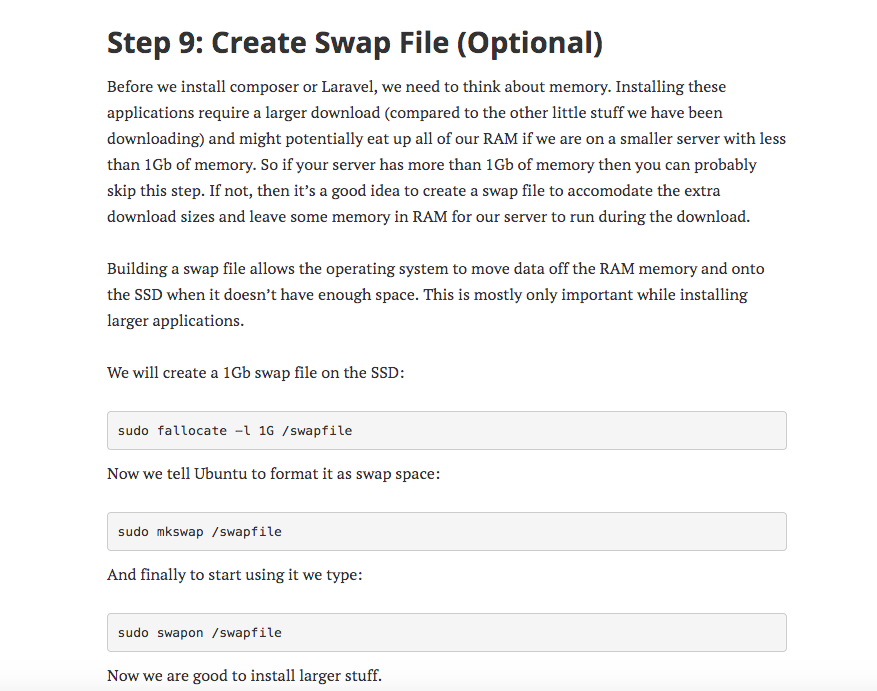 Step 9: Create Swap File (Optional)
Before we install composer or Laravel, we need to think about memory. Installing these
applications require a larger download (compared to the other little stuff we have been
downloading) and might potentially eat up all of our RAM if we are on a smaller server with less
than 1Gb of memory. So if your server has more than 1Gb of memory then you can probably
skip this step. If not, then it’s a good idea to create a swap file to accomodate the extra
download sizes and leave some memory in RAM for our server to run during the download.
Building a swap file allows the operating system to move data off the RAM memory and onto
the SSD when it doesn’t have enough space. This is mostly only important while installing
larger applications.
We will create a 1Gb swap file on the SSD:
sudo fallocate –l 1G /swapfile
Now we tell Ubuntu to format it as swap space:
sudo mkswap /swapfile
And finally to start using it we type:
sudo swapon /swapfile
Now we are good to install larger stuff.